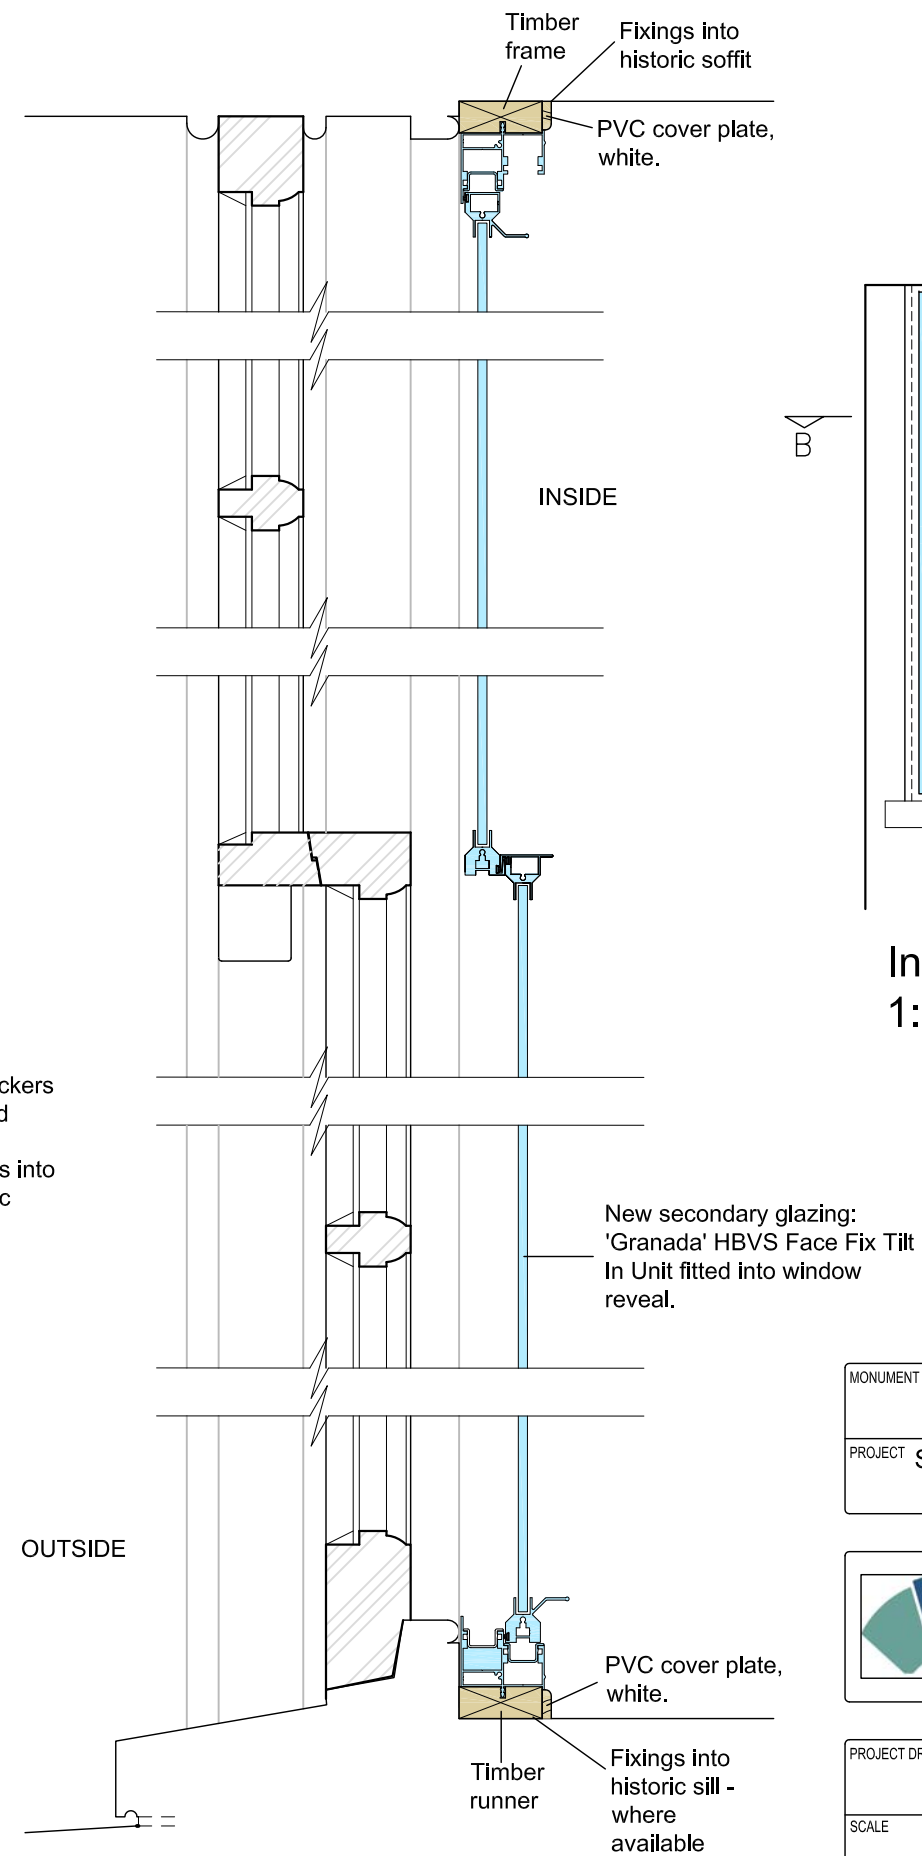 Timber
frame
Fixings into
historic soffit
PVC cover plate,
white.
INSIDE
B
In
1:
into
New secondary glazing:
'Granada' HBVS Face Fix Tilt
In Unit fitted into window
reveal.
OUTSIDE
MONUMENT
PROJECT
PVC cover plate,
white.
Timber
runner
Fixings into
historic sill -
where
available
PROJECT
SCALE